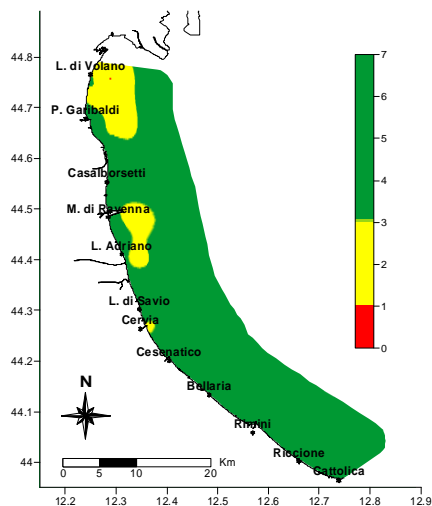 44.8
44.7
44.6
44.5
44.4
44.3
44.2
44.1
44
L. di Volano
P. Garibaldi
Casalborsetti
M. di Ravenna
L. Adriano
L. di Savio
Cervia
Cesenatico
Bellaria
Rimini
Riccione
Cattolica
7
6
5
4
3
2
1
0
N
0 5 10 20 Km
12.2 12.3 12.4 12.5 12.6 12.7 12.8 12.9